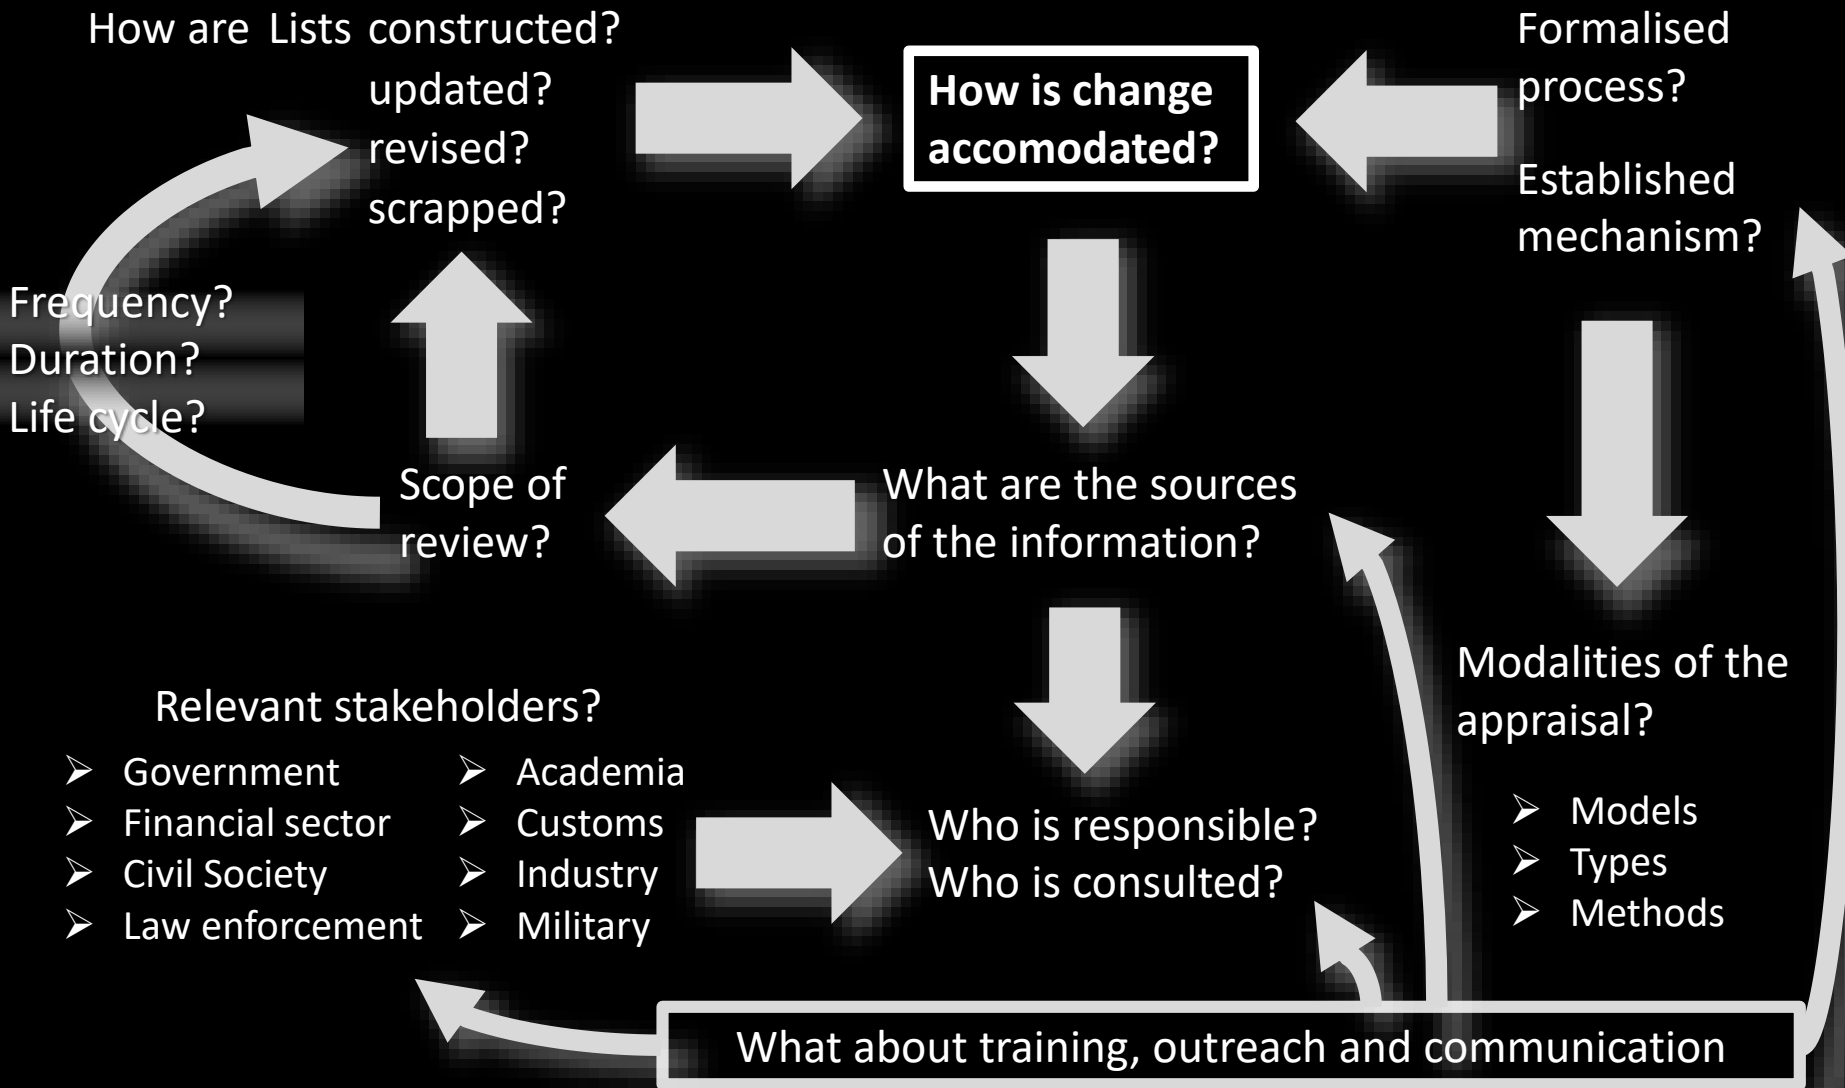 How are Lists constructed?
updated?
revised?
scrapped?
How is change
accomodated?
Formalised
process?
Established
mechanism?
Frequency?
Duration?
Life cycle?
Scope of
review?
What are the sources
of the information?
Modalities of the
appraisal?
➢ Models
➢ Types
➢ Methods
Relevant stakeholders?
➢ Government
➢ Financial sector
➢ Civil Society
➢ Law enforcement
➢ Academia
➢ Customs
➢ Industry
➢ Military
Who is responsible?
Who is consulted?
What about training, outreach and communication